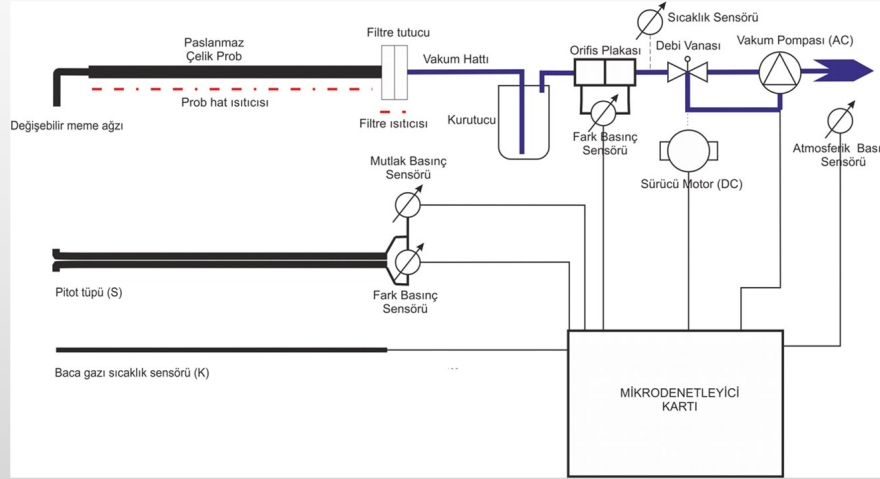 Paslanmaz
Çelik Prob
Filtre tutucu
Vakum Hattı
Orifis Plakası
Sıcaklık Sensörü
Debi Vanası
Vakum Pompası (AC)
Prob hat ısıtıcısı
Filtre ısıtıcısı
Değişebilir meme ağzı
Kurutucu
Fark Basınç
Sensörü
Sürücü Motor (DC)
Atmosferik Bası
Sensörü
Mutlak Basınç
Sensörü
Pitot tüpü (S)
Fark Basınç
Sensörü
Baca gazı sıcaklık sensörü (K)
MİKRODENETLEYİCİ
KARTI